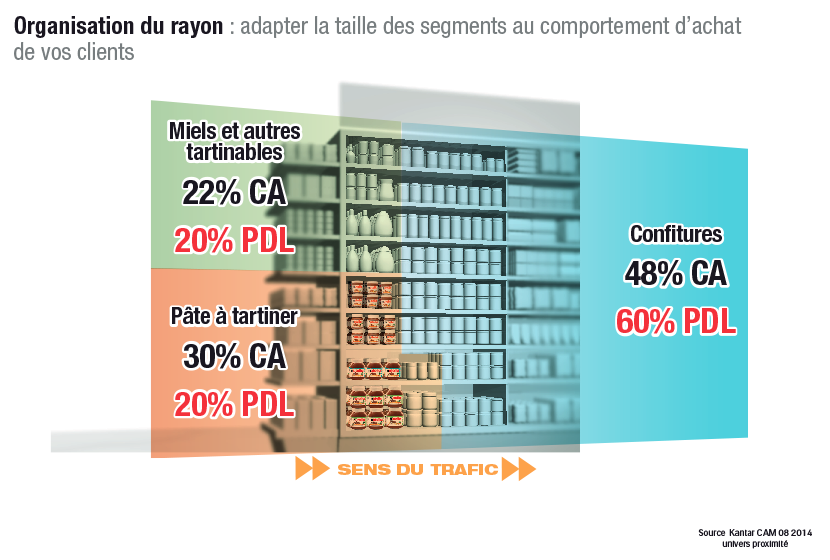 Organisation du rayon : adapter la taille des segments au comportement d'achat
de vos clients
Miels et autres
tartinables
22% CA
20% PDL
Pâte à tartiner
30% CA
20% PDL
Confitures
48% CA
60% PDL
SENS DU TRAFIC
Source Kantar CAM 08 2014
univers proximité